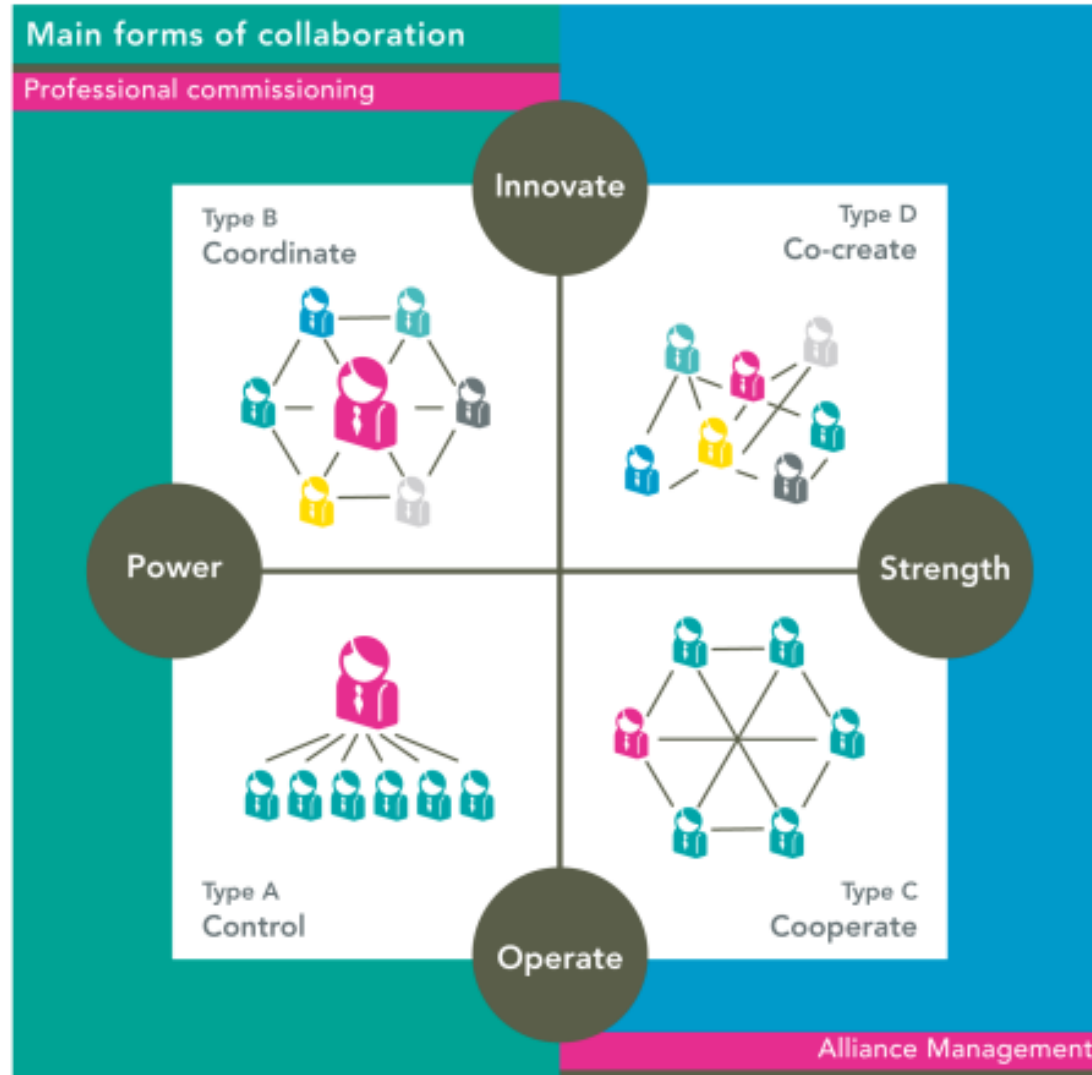 Main forms of collaboration
Professional commissioning
Innovate
Type B
Coordinate
Type D
Co-create
Power
Strength
Type A
Control
Type C
Cooperate
Operate
Alliance Management